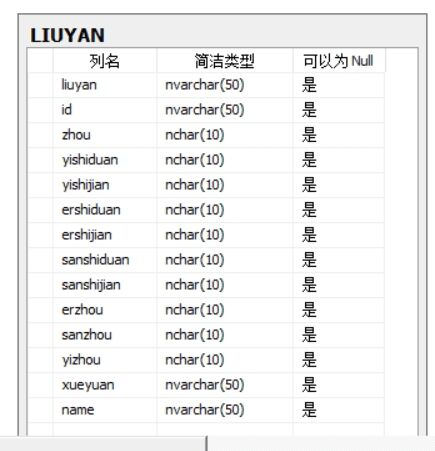 LIUYAN
列名 简洁类型 可以为 Null
liuyan nvarchar(50) 是
id nvarchar(50) 是
zhou nchar(10) 是
yishiduan nchar(10) 是
yishijian nchar(10) 是
ershiduan nchar(10) 是
ershijian nchar(10) 是
sanshiduan nchar(10) 是
sanshijian nchar(10) 是
erzhou nchar(10) 是
sanzhou nchar(10) 是
yizhou nchar(10) 是
xueyuan nvarchar(50) 是
name nvarchar(50) 是